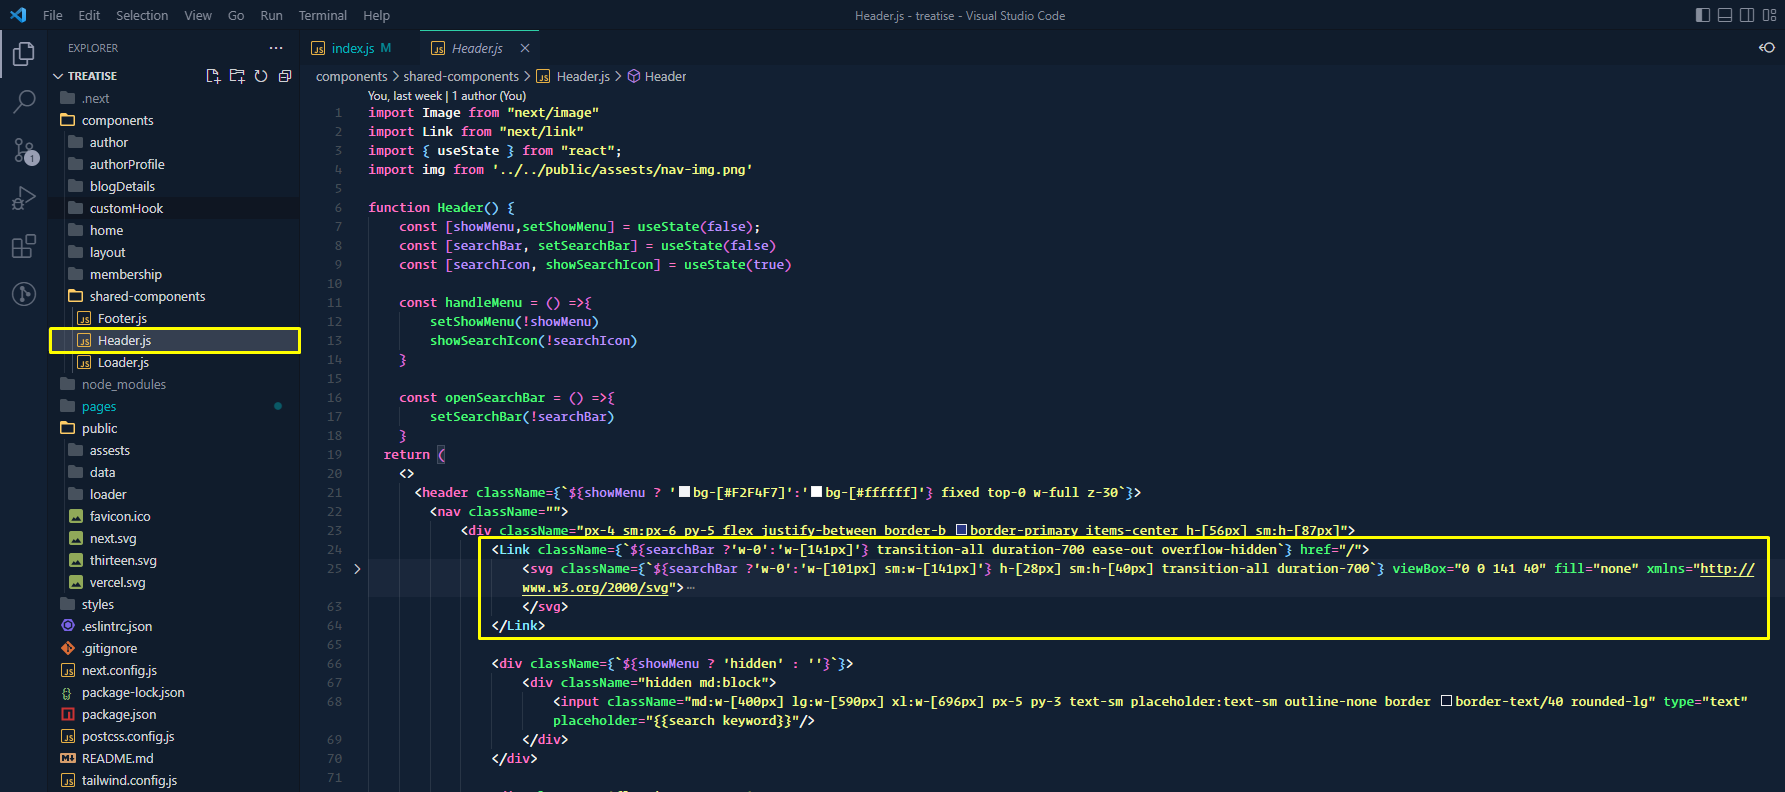 File Edit Selection View Go Run Terminal Help
Header.js - treatise - Visual Studio Code
EXPLORER
TREATISE
.next
components
author
authorProfile
blogDetails
customHook
home
layout
membership
shared-components
Footer.js
Header.js
Loader.js
node_modules
pages
public
assests
data
loader
favicon.ico
next.svg
thirteen.svg
vercel.svg
styles
.eslintrc.json
.gitignore
next.config.js
package-lock.json
package.json
postcss.config.js
README.md
tailwind.config.js
1
index.js M
Header.js
components > shared-components > Header.js > Header
You, last week | 1 author (You)
1 import Image from "next/image"
2 import Link from "next/link"
3 import { useState } from "react";
4 import img from '../../public/assests/nav-img.png'
5
6 function Header() {
7 const [showMenu,setShowMenu] = useState(false);
8 const [searchBar, setSearchBar] = useState(false)
9 const [searchIcon, showSearchIcon] = useState(true)
10
11 const handleMenu = () =>{
12 setShowMenu(!showMenu)
13 showSearchIcon(!searchIcon)
14 }
15
16 const openSearchBar = () =>{
17 setSearchBar(!searchBar)
18 }
19 return (
20 <>
21 <header className={`${showMenu ? 'bg-[#F2F4F7]':'bg-[#ffffff]'} fixed top-0 w-full z-30`}>
22 <nav className="">
23 <div className="px-4 sm:px-6 py-5 flex justify-between border-b border-primary items-center h-[56px] sm:h-[87px]">
24 <Link className={`${searchBar ?'w-0':'w-[141px]'} transition-all duration-700 ease-out overflow-hidden`} href="/">
25 <svg className={`${searchBar ?'w-0':'w-[101px] sm:w-[141px]'} h-[28px] sm:h-[40px] transition-all duration-700`} viewBox="0 0 141 40" fill="none" xmlns="http://
www.w3.org/2000/svg">⋯
63 </svg>
64 </Link>
65
66 <div className={`${showMenu ? 'hidden' : ''}`}>
67 <div className="hidden md:block">
68 <input className="md:w-[400px] lg:w-[590px] xl:w-[696px] px-5 py-3 text-sm placeholder:text-sm outline-none border border-text/40 rounded-lg" type="text"
placeholder="{{search keyword}}"/>
69 </div>
70 </div>
71